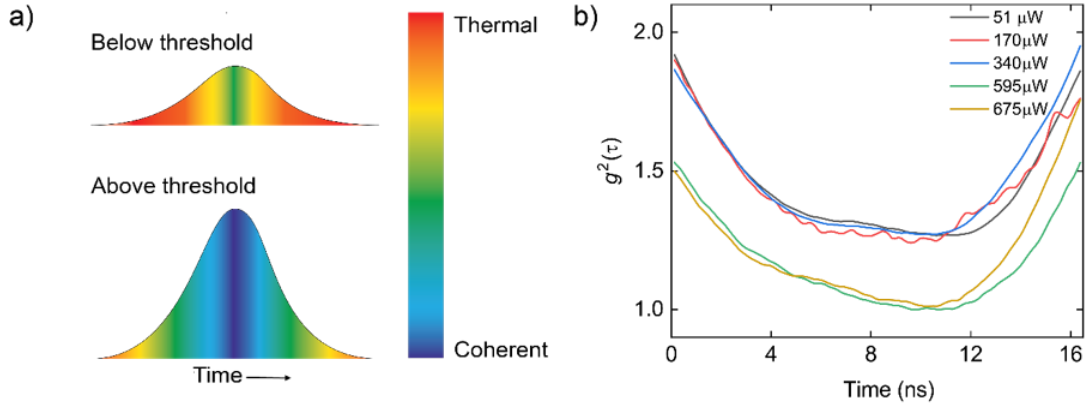 a)
Below threshold
Above threshold
Time
Thermal
Coherent
b)
51 μW
170μW
340μW
595μW
675μW
g²(τ)
2.0
1.5
1.0
0
4
8
12
16
Time (ns)